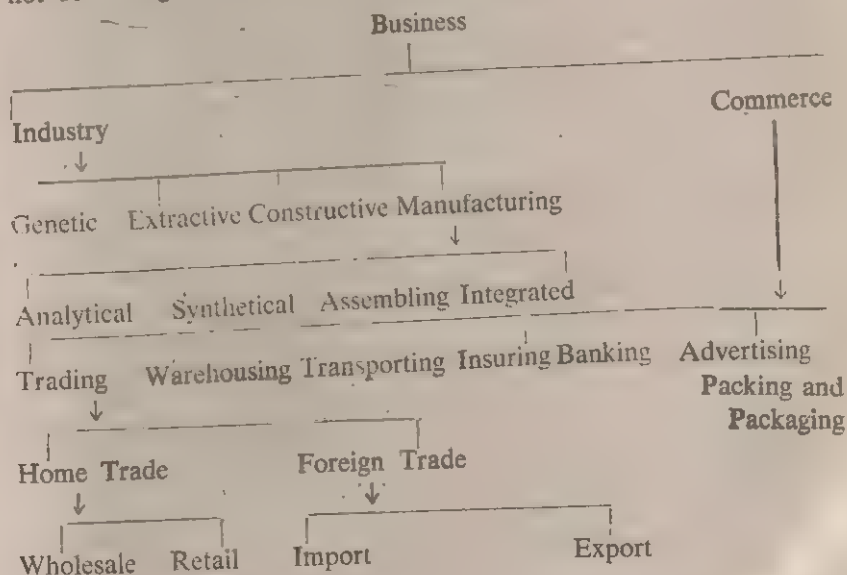 Business
Commerce
Industry
Genetic Extractive Constructive Manufacturing
Analytical Synthetical Assembling Integrated
Trading Warehousing Transporting Insuring Banking Advertising
Packing and
Packaging
Home Trade Foreign Trade
Wholesale Retail Import Export